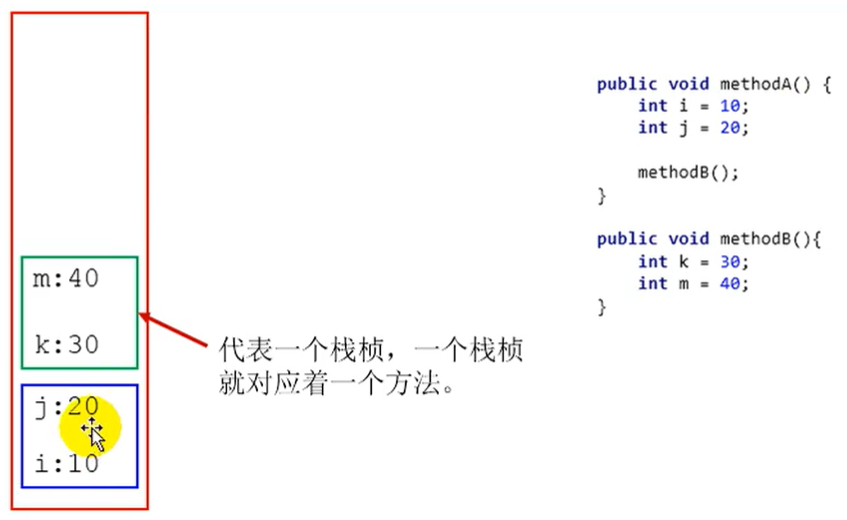 m:40
k:30
j:20
i:10
代表一个栈桢，一个栈桢
就对应着一个方法。
public void methodA() {
    int i = 10;
    int j = 20;
    methodB();
}
public void methodB(){
    int k = 30;
    int m = 40;
}